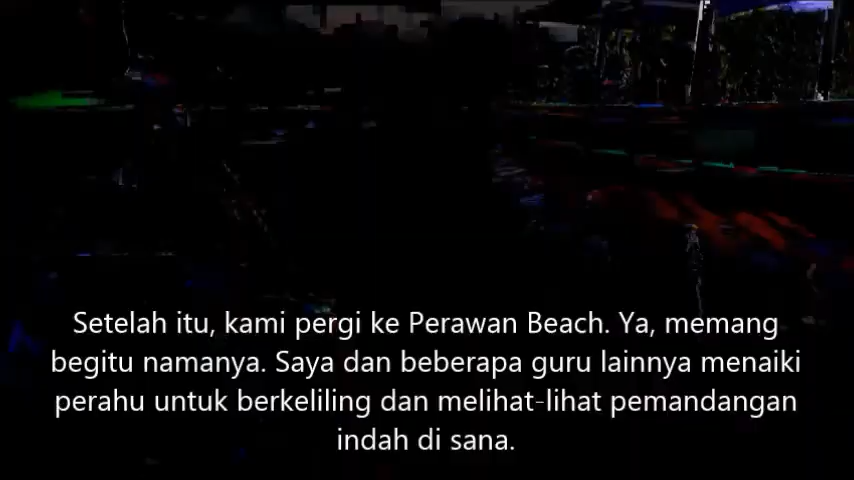 Setelah itu, kami pergi ke Perawan Beach. Ya, memang
begitu namanya. Saya dan beberapa guru lainnya menaiki
perahu untuk berkeliling dan melihat-lihat pemandangan
indah di sana.